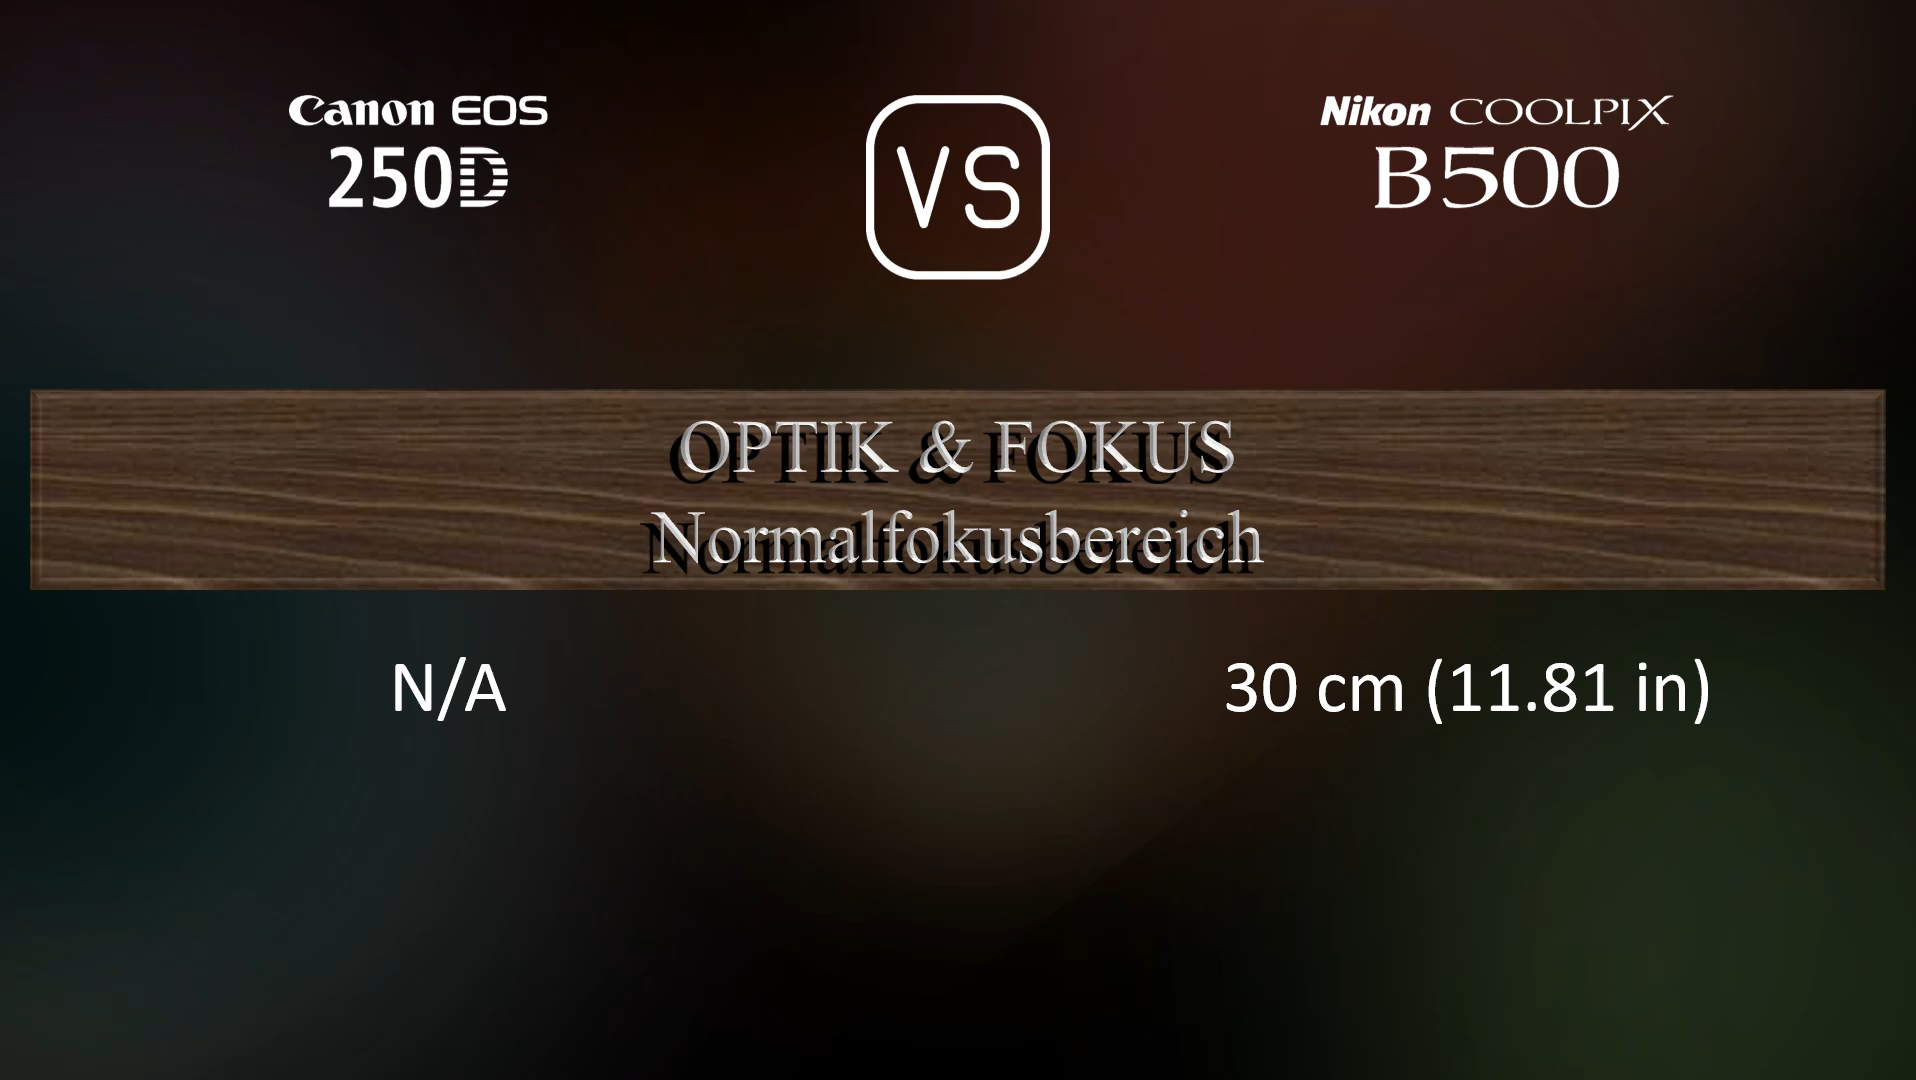 Canon EOS
250D
VS
Nikon COOLPIX
B500
OPTIK & FOKUS
Normalfokusbereich
N/A
30 cm (11.81 in)